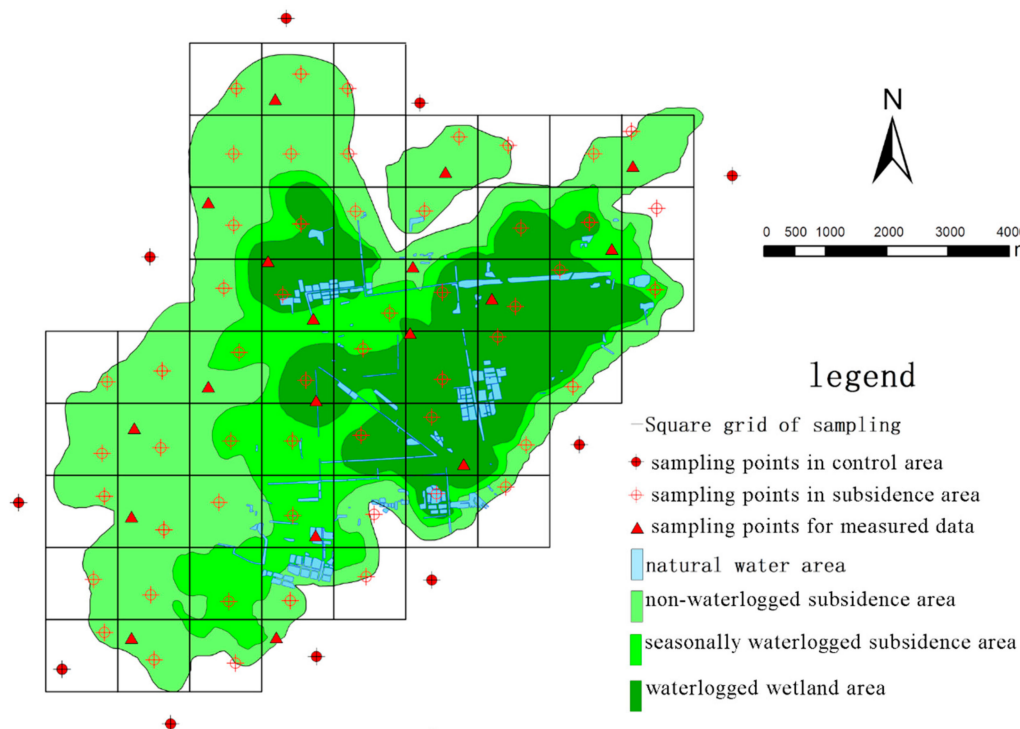 N
0 500 1000 2000 3000 4000
m
legend
Square grid of sampling
sampling points in control area
sampling points in subsidence area
sampling points for measured data
natural water area
non-waterlogged subsidence area
seasonally waterlogged subsidence area
waterlogged wetland area